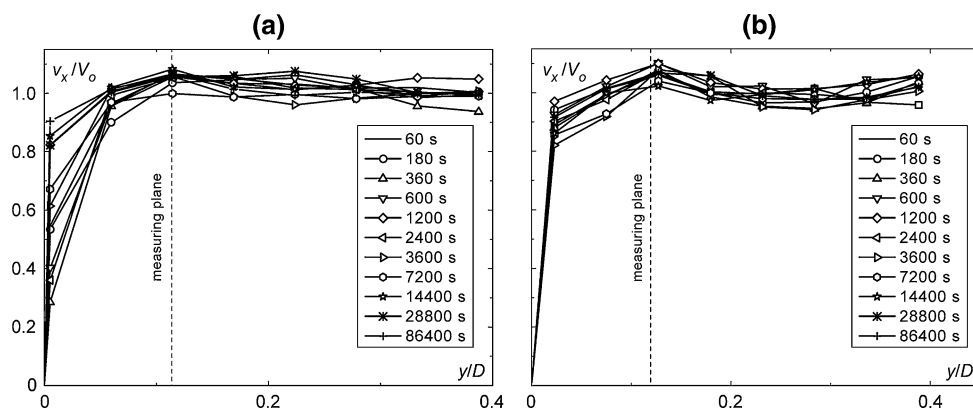 (a)
(b)
vx/Vo
1.0
0.8
0.6
0.4
0.2
0
0
0.2
0.4
y/D
measuring plane
60 s
180 s
360 s
600 s
1200 s
2400 s
3600 s
7200 s
14400 s
28800 s
86400 s
vx/Vo
0
0.2
0.4
y/D
measuring plane
60 s
180 s
360 s
600 s
1200 s
2400 s
3600 s
7200 s
14400 s
28800 s
86400 s